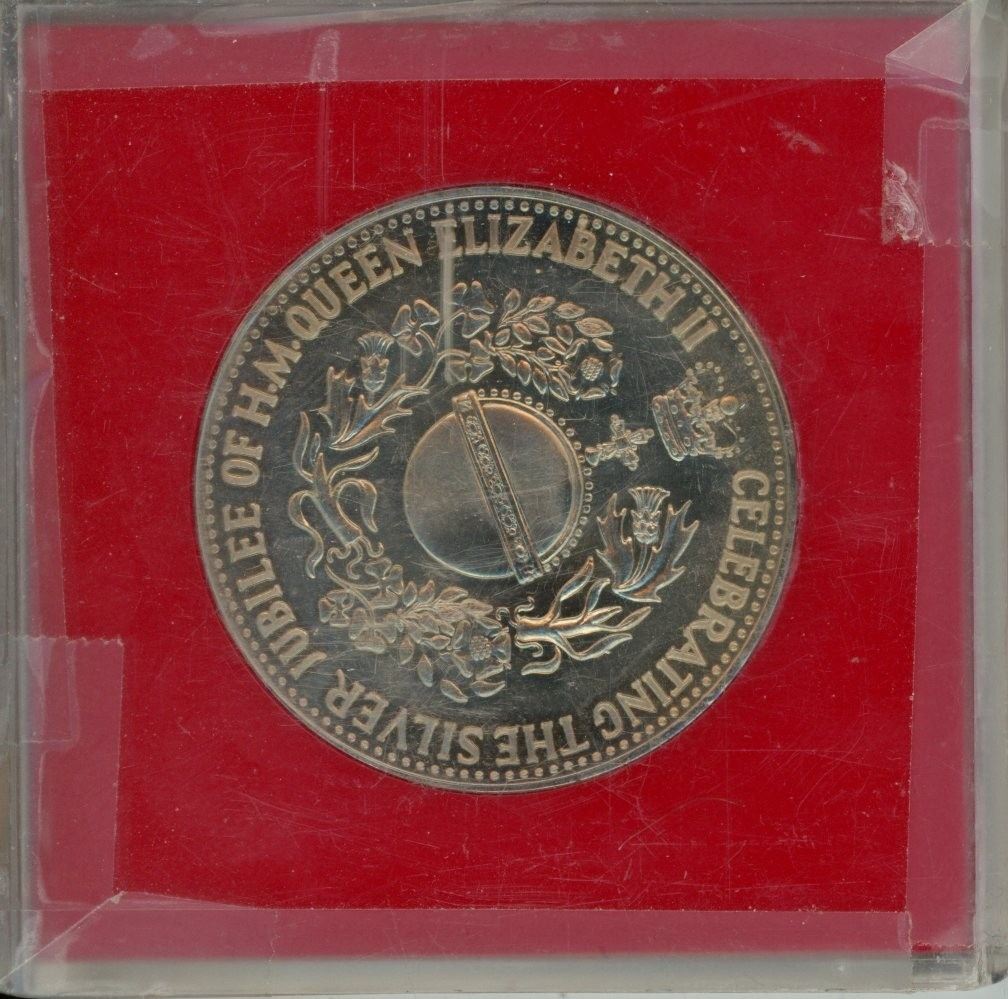 CELEBRATING THE SILVER JUBILEE OF H.M. QUEEN ELIZABETH II